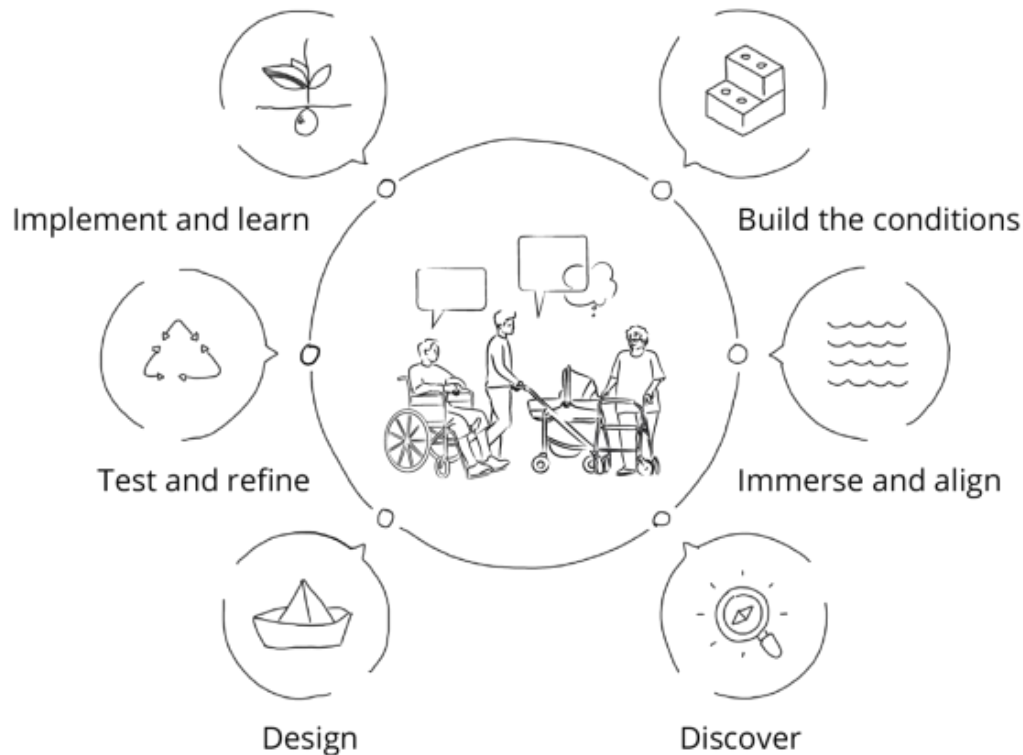 Implement and learn
Build the conditions
Test and refine
Immerse and align
Design
Discover